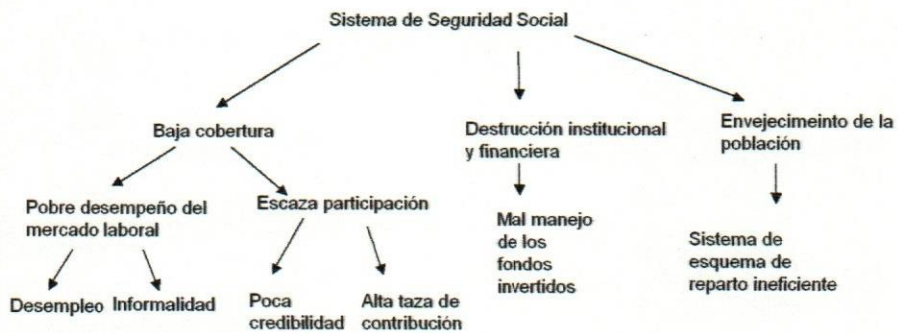 Sistema de Seguridad Social
Baja cobertura
Destrucción institucional
y financiera
Envejecimeinto de la
población
Pobre desempeño del
mercado laboral
Escaza participación
Mal manejo
de los
fondos
invertidos
Sistema de
esquema de
reparto ineficiente
Desempleo
Informalidad
Poca
credibilidad
Alta taza de
contribución